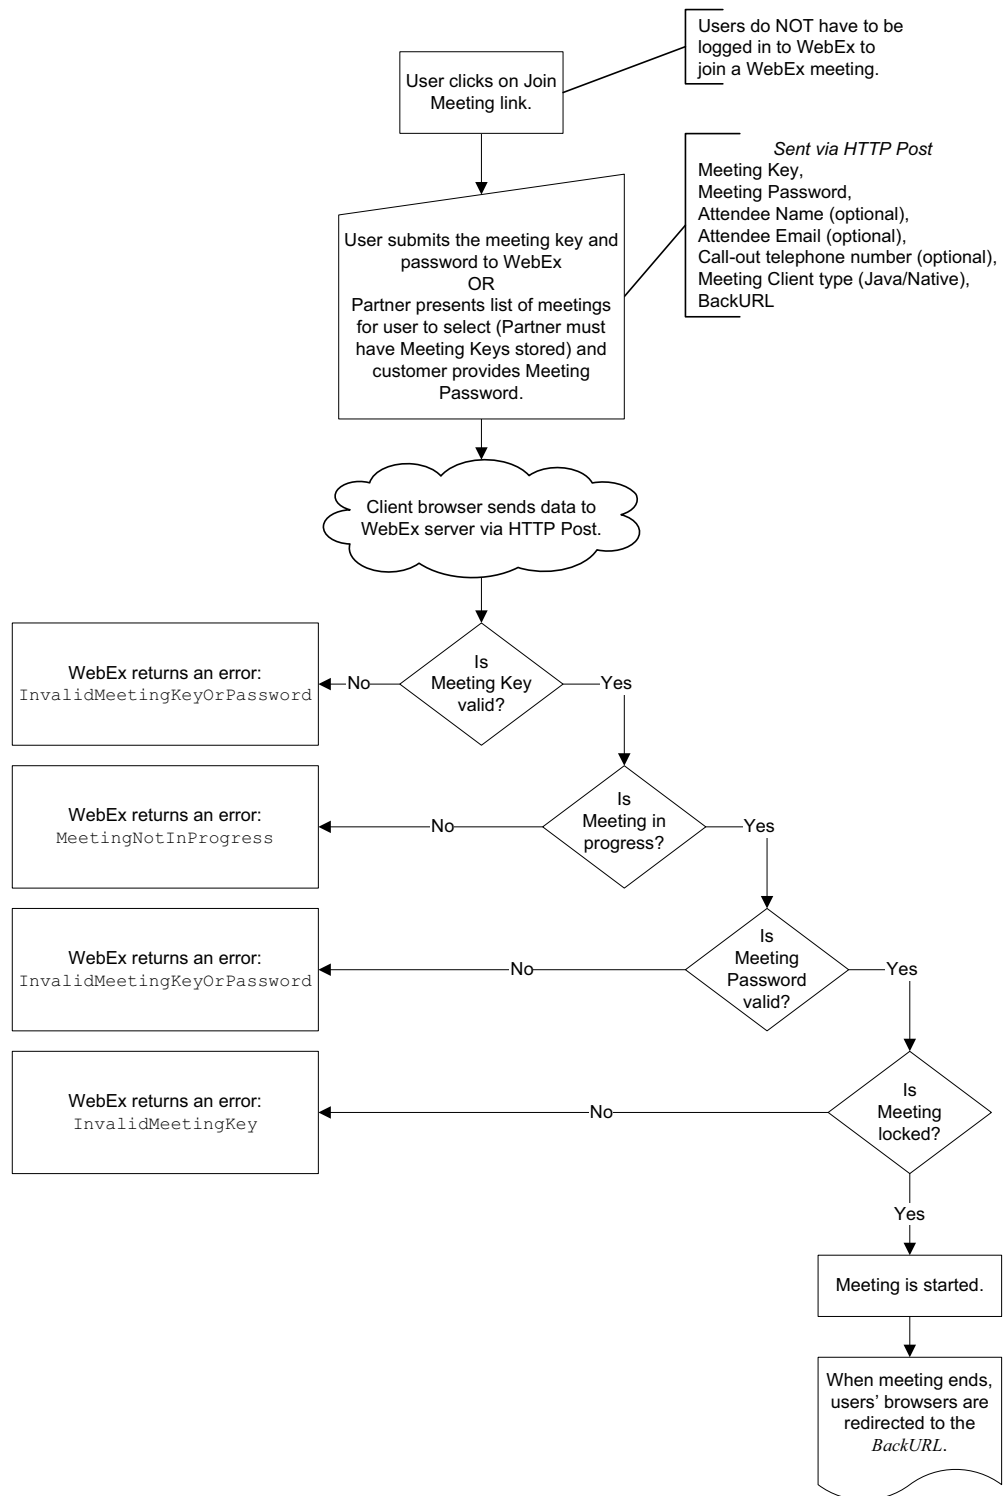 Users do NOT have to be
logged in to WebEx to
join a WebEx meeting.
User clicks on Join
Meeting link.
Sent via HTTP Post
Meeting Key,
Meeting Password,
Attendee Name (optional),
Attendee Email (optional),
Call-out telephone number (optional),
Meeting Client type (Java/Native),
BackURL
User submits the meeting key and
password to WebEx
OR
Partner presents list of meetings
for user to select (Partner must
have Meeting Keys stored) and
customer provides Meeting
Password.
Client browser sends data to
WebEx server via HTTP Post.
Is
Meeting Key
valid?
No
Yes
WebEx returns an error:
InvalidMeetingKeyOrPassword
Is
Meeting in
progress?
No
Yes
WebEx returns an error:
MeetingNotInProgress
Is
Meeting
Password
valid?
No
Yes
WebEx returns an error:
InvalidMeetingKeyOrPassword
Is
Meeting
locked?
No
WebEx returns an error:
InvalidMeetingKey
Yes
Meeting is started.
When meeting ends,
users’ browsers are
redirected to the
BackURL.